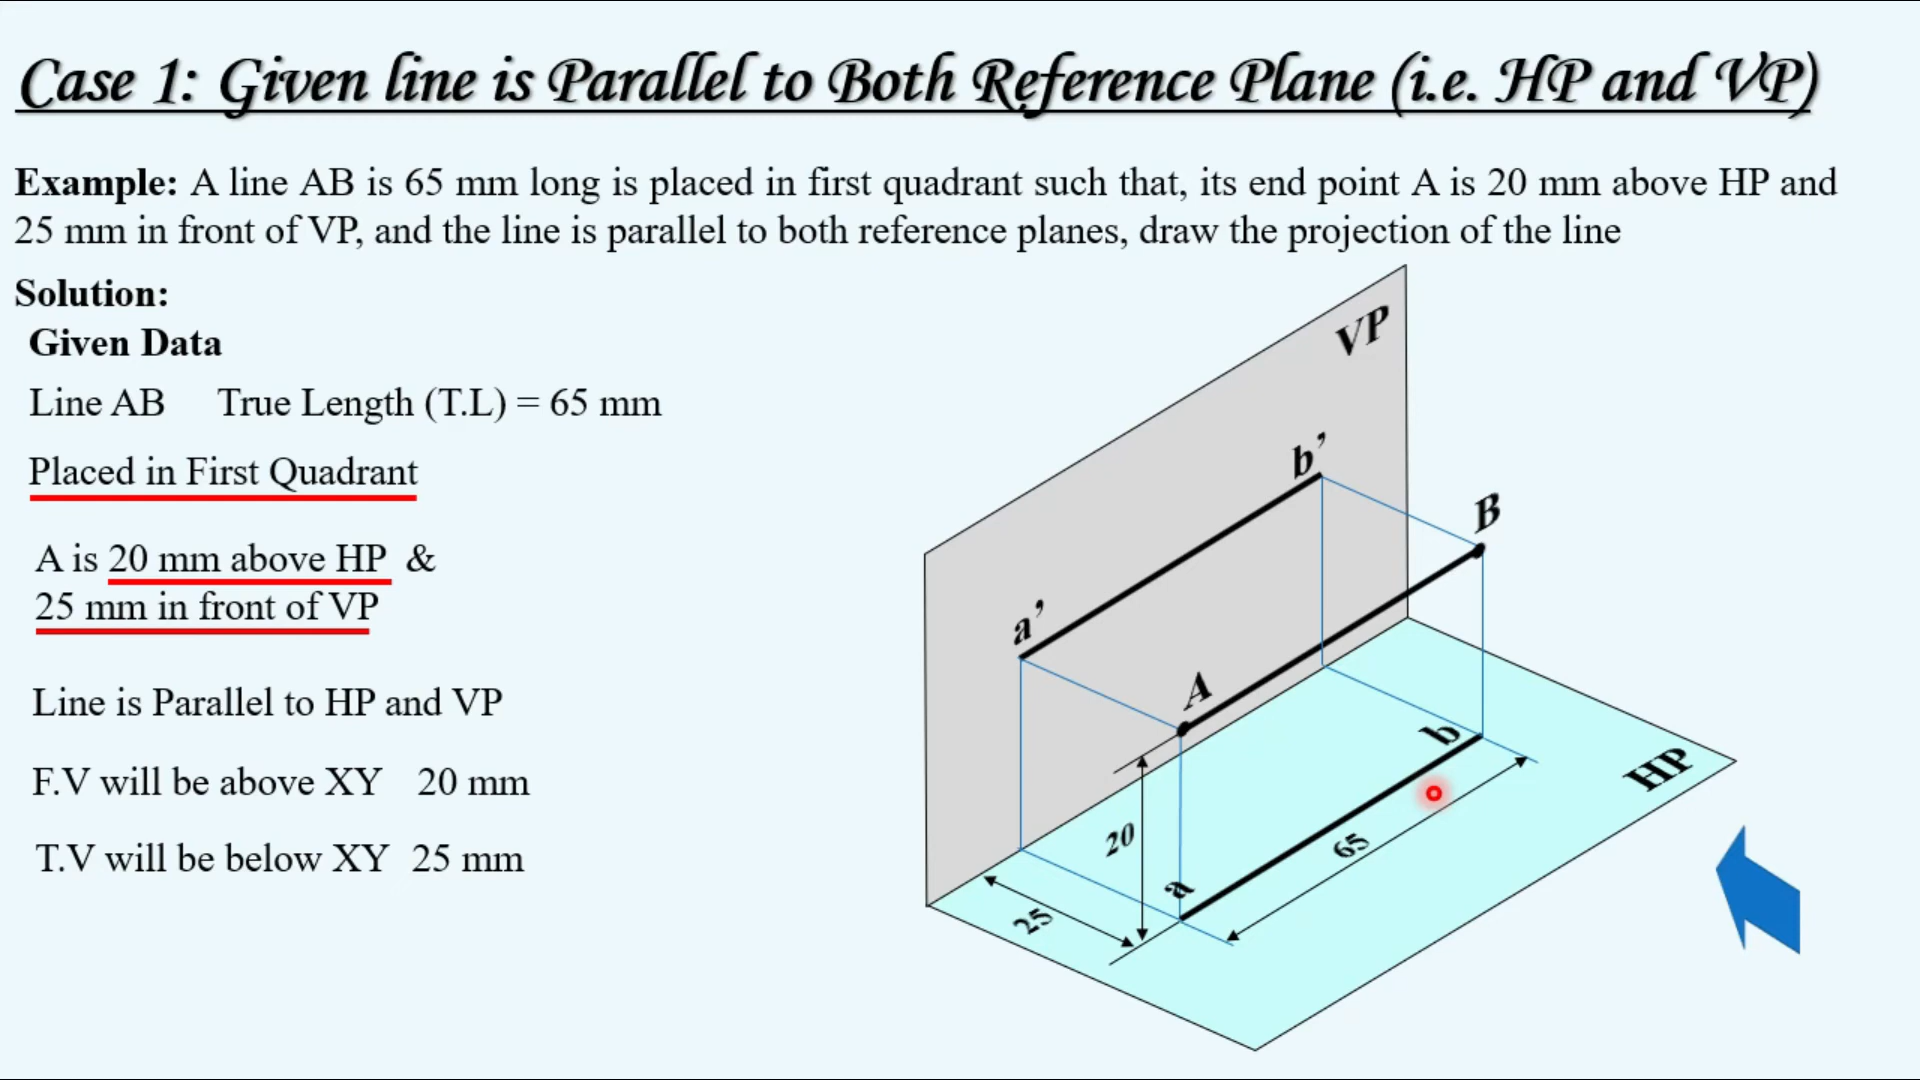 Case 1: Given line is Parallel to Both Reference Plane (i.e. HP and VP)
Example: A line AB is 65 mm long is placed in first quadrant such that, its end point A is 20 mm above HP and
25 mm in front of VP, and the line is parallel to both reference planes, draw the projection of the line
Solution:
Given Data
Line AB True Length (T.L) = 65 mm
Placed in First Quadrant
A is 20 mm above HP &
25 mm in front of VP
Line is Parallel to HP and VP
F.V will be above XY 20 mm
T.V will be below XY 25 mm
VP
b’
B
a’
A
b
HP
20
65
a
25